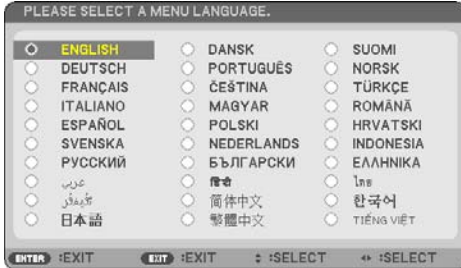 PLEASE SELECT A MENU LANGUAGE.
ENGLISH DANSK SUOMI
DEUTSCH PORTUGUÊS NORSK
FRANÇAIS ČEŠTINA TÜRKÇE
ITALIANO MAGYAR ROMÂNĂ
ESPAÑOL POLSKI HRVATSKI
SVENSKA NEDERLANDS INDONESIA
РУССКИЙ БЪЛГАРСКИ ΕΛΛΗΝΙΚΑ
عربي हिंदी ไทย
简体中文 한국어
日本語 繁體中文 TIẾNG VIỆT
ENTER :EXIT EXIT :EXIT :SELECT :SELECT